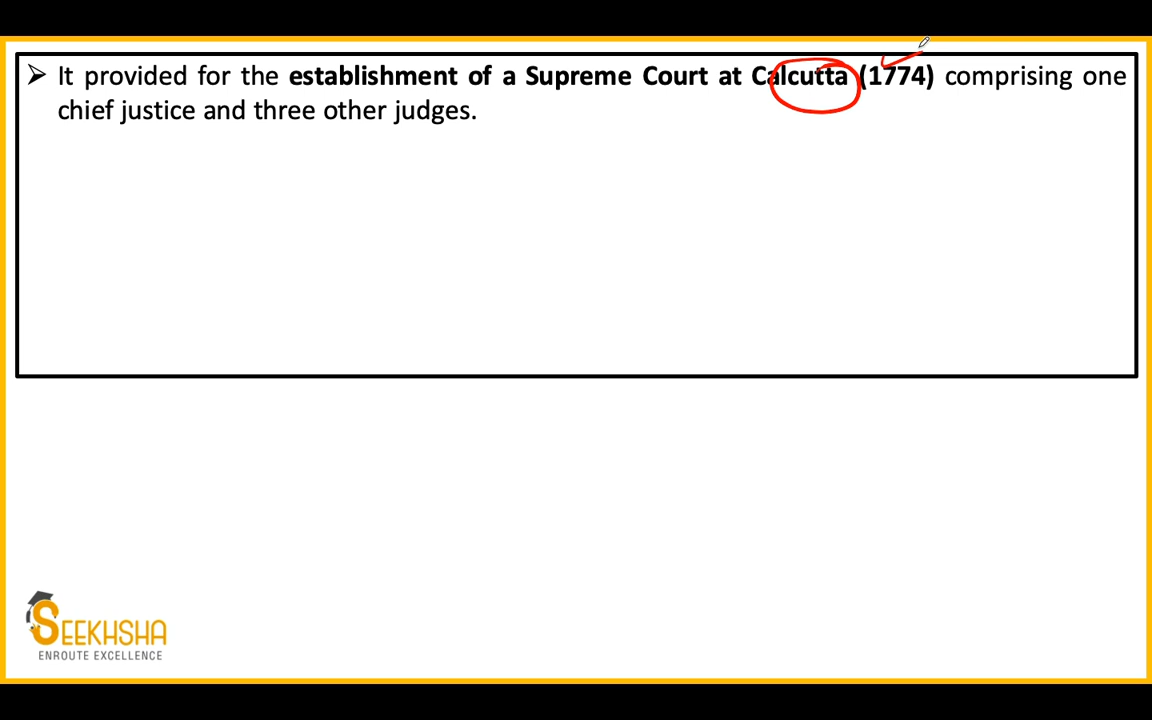 ➢ It provided for the establishment of a Supreme Court at Calcutta (1774) comprising one
chief justice and three other judges.
SEEKHSHA
ENROUTE EXCELLENCE